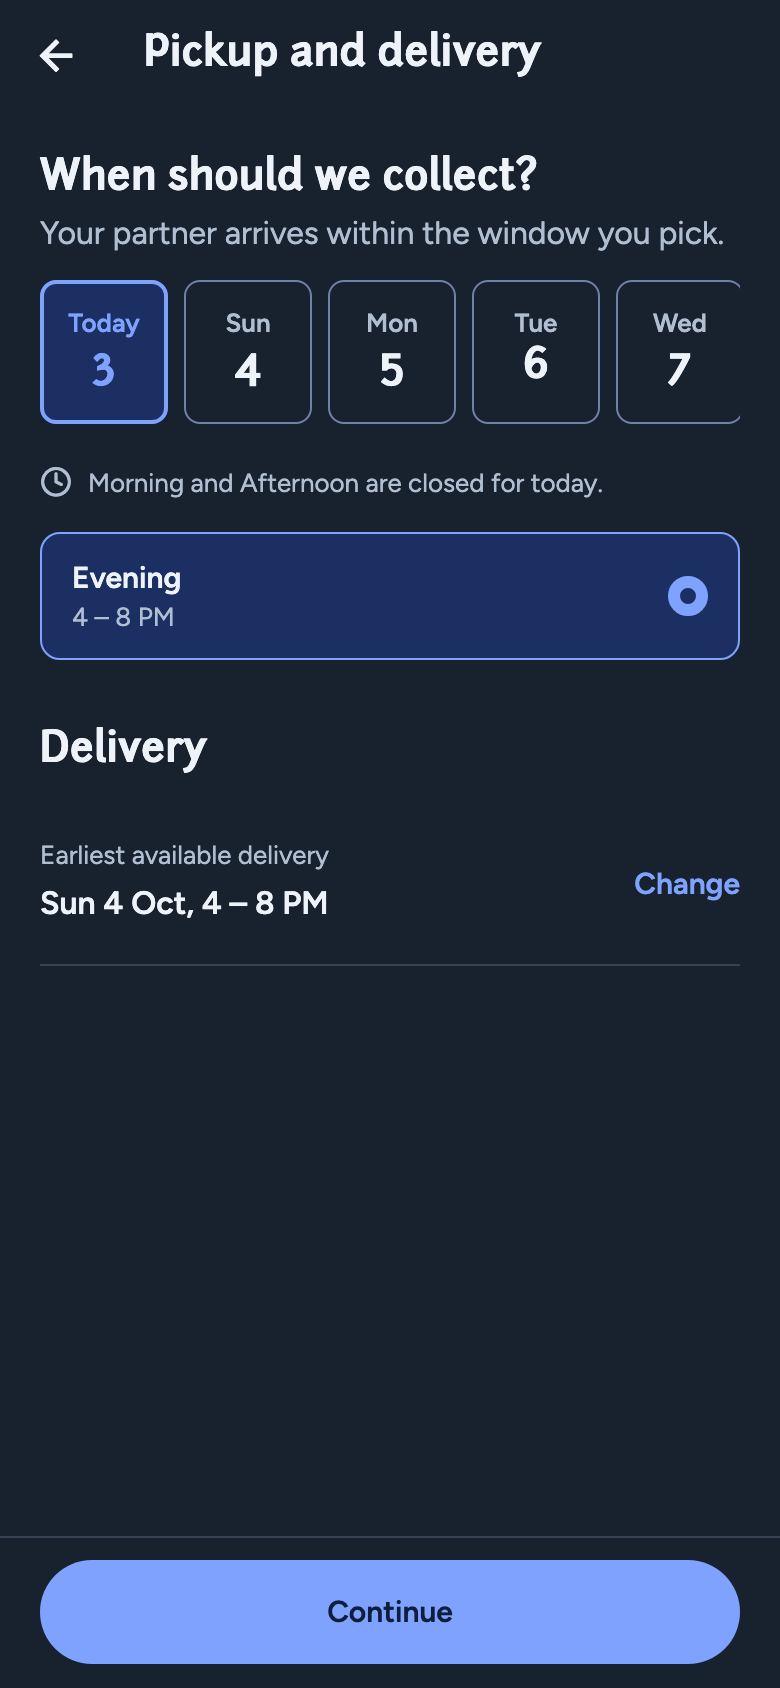 Pickup and delivery
When should we collect?
Your partner arrives within the window you pick.
Today Sun Mon Tue Wed
3 4 5 6 7
Morning and Afternoon are closed for today.
Evening
4 – 8 PM
Delivery
Earliest available delivery
Sun 4 Oct, 4 – 8 PM
Change
Continue